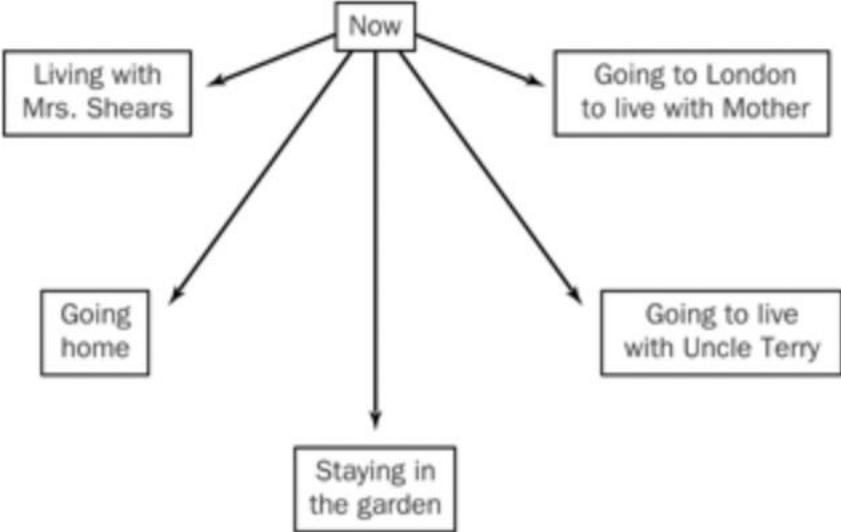 Now
Living with
Mrs. Shears
Going to London
to live with Mother
Going
home
Going to live
with Uncle Terry
Staying in
the garden